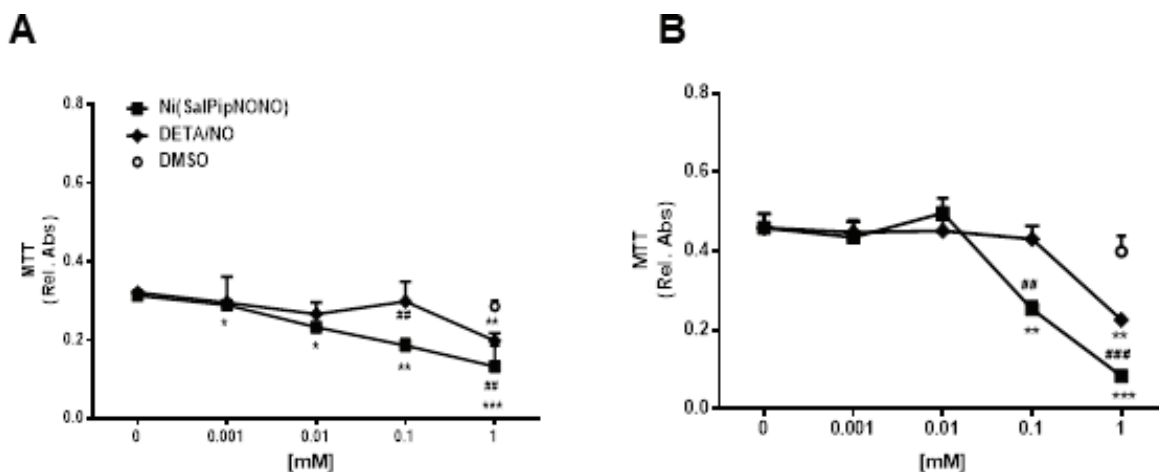 A
B
Ni(SalPipNONO)
DETA/NO
DMSO
MTT
(Rel. Abs)
0.8
0.6
0.4
0.2
0.0
*
*
##
**
**
##
***
0
0.001
0.01
0.1
1
[mM]
MTT
(Rel. Abs)
0.8
0.6
0.4
0.2
0.0
##
**
**
###
***
0
0.001
0.01
0.1
1
[mM]